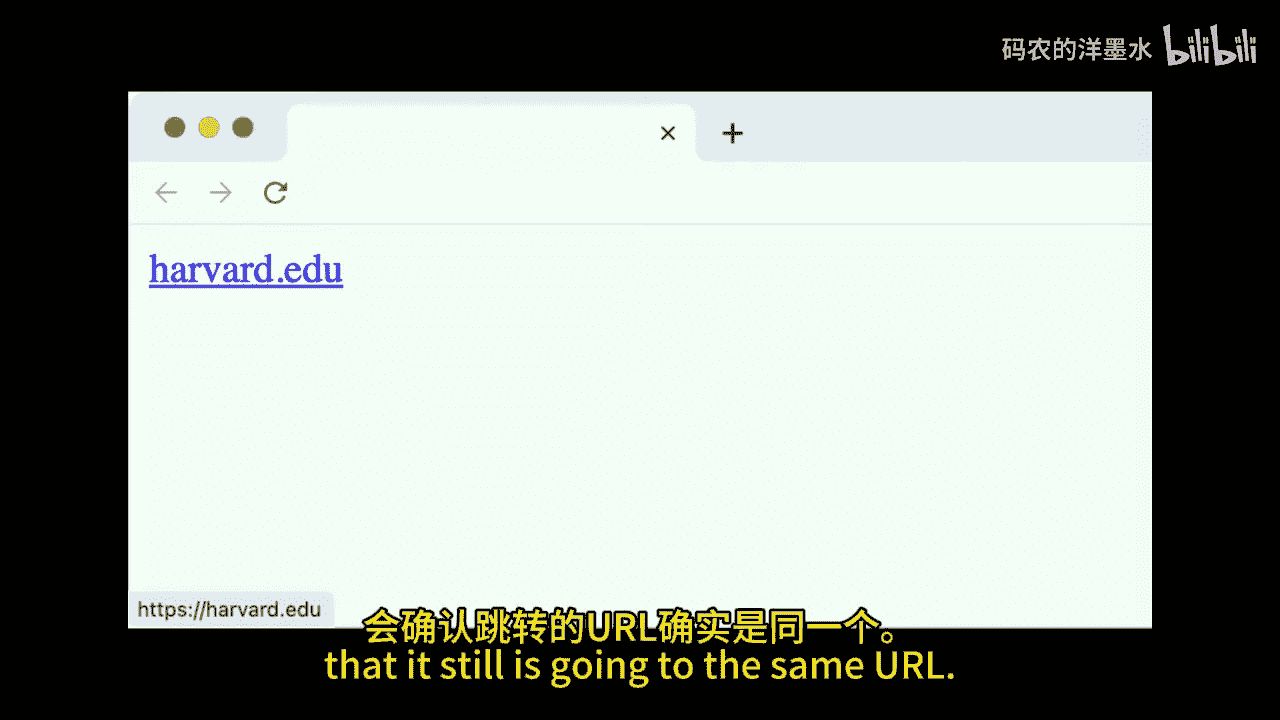 码农的洋墨水 bilibili
harvard.edu
https://harvard.edu
会确认跳转的URL确实是同一个。
that it still is going to the same URL.